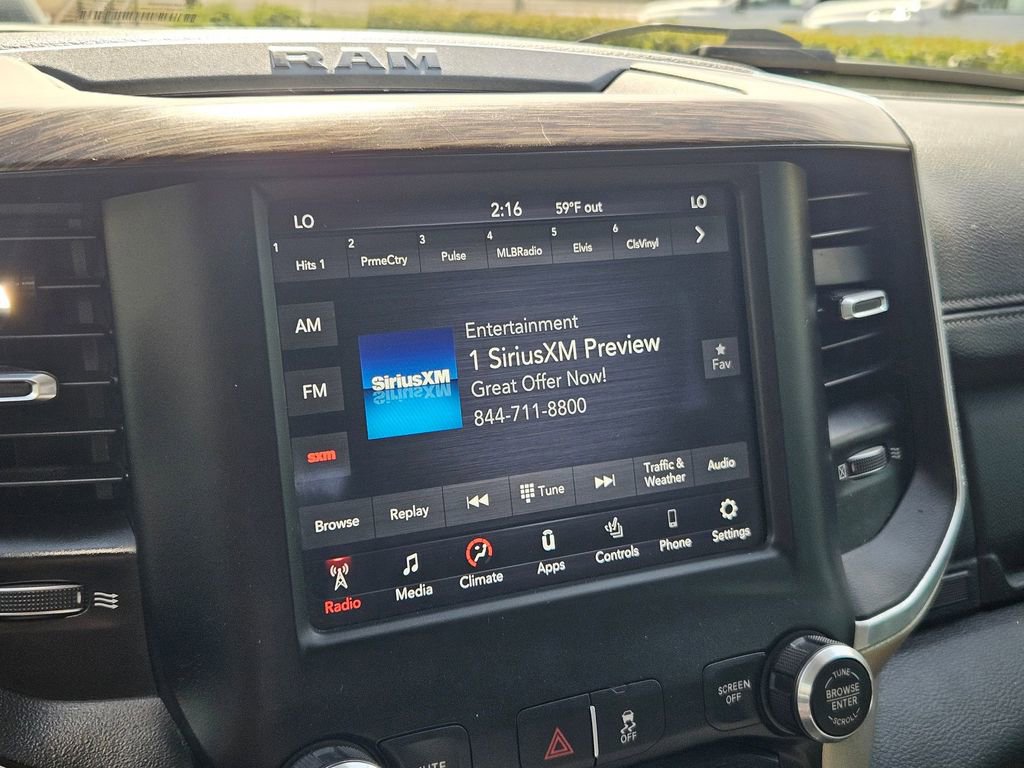 RAM
LO 2:16 59°F out LO
1 Hits 1 2 PrmeCtry 3 Pulse 4 MLBRadio 5 Elvis 6 ClsVinyl
AM
FM
sxm
SiriusXM
Entertainment
1 SiriusXM Preview
Great Offer Now!
844-711-8800
Fav
Browse Replay Tune Traffic & Weather Audio
Radio Media Climate Apps Controls Phone Settings
SCREEN
OFF
TUNE
BROWSE
ENTER
SCROLL
OFF
MUTE